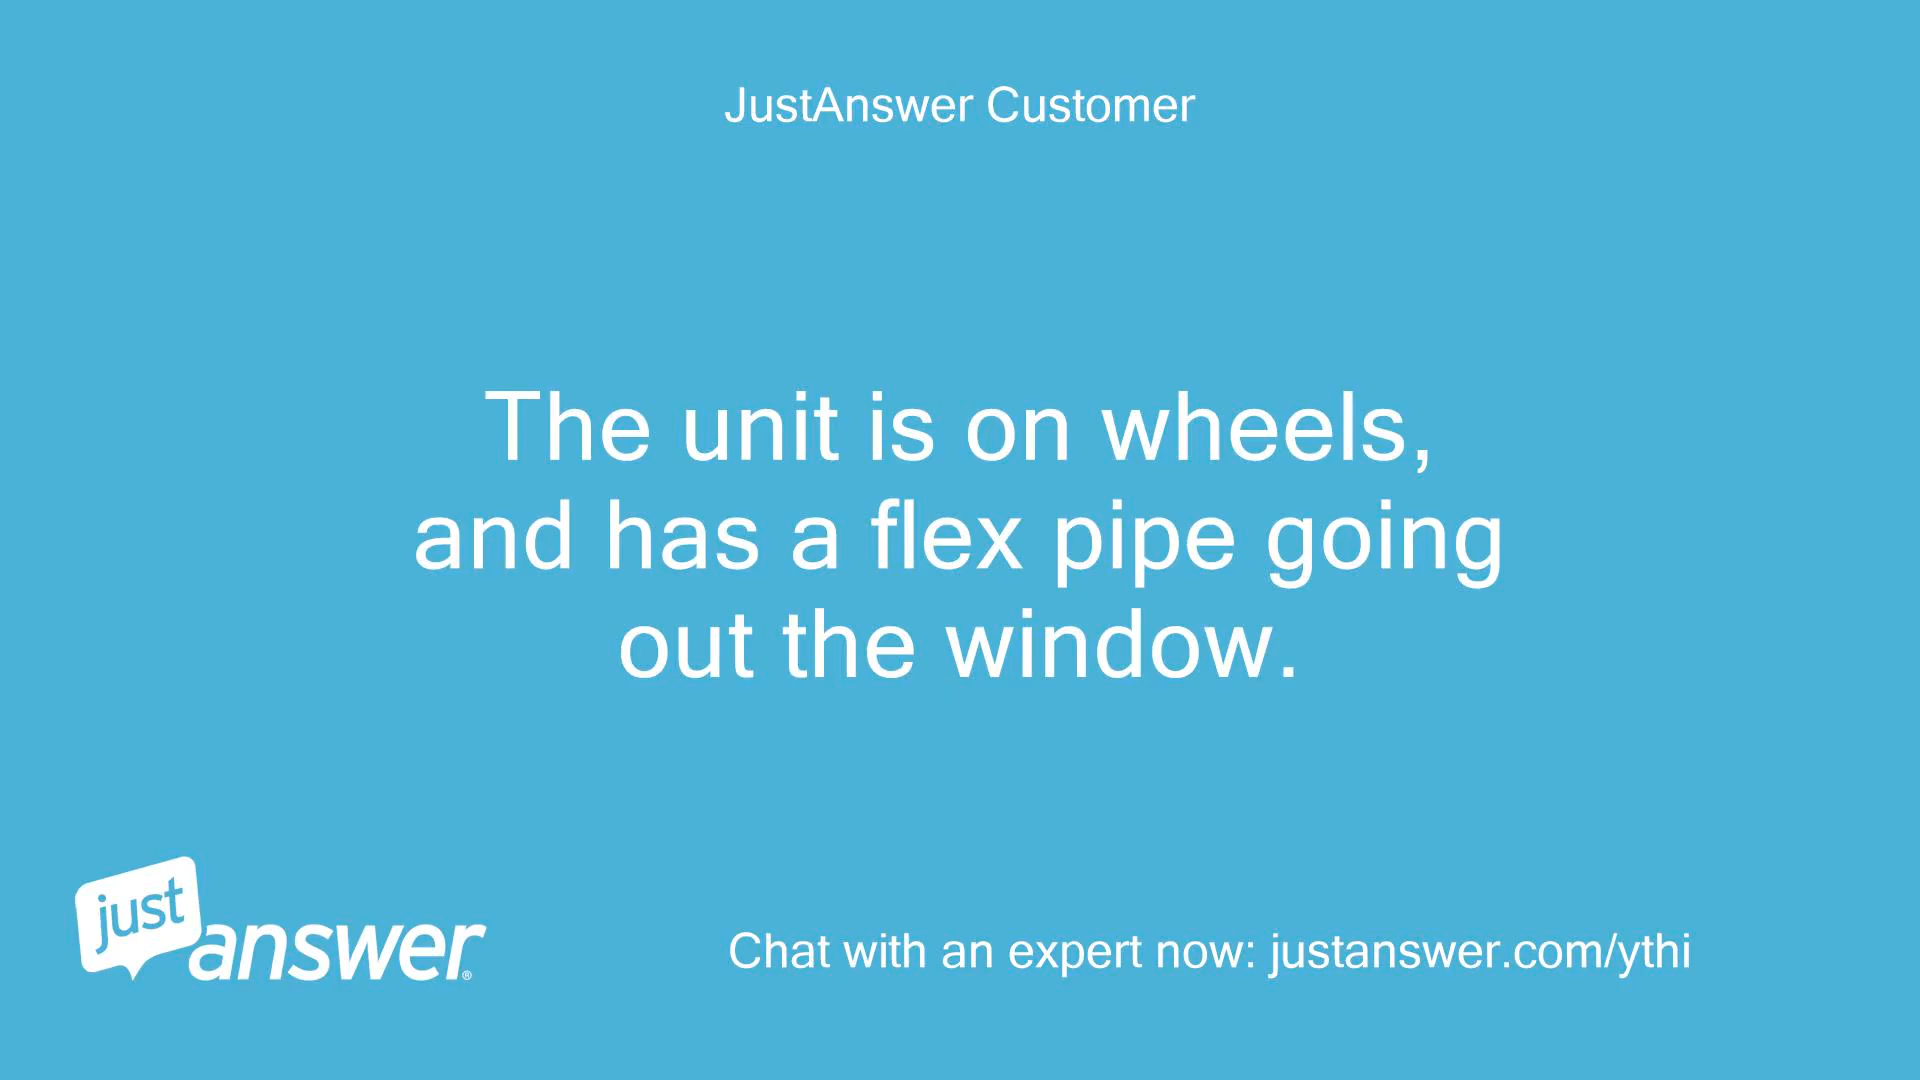 JustAnswer Customer
The unit is on wheels,
and has a flex pipe going
out the window.
just
answer®
Chat with an expert now: justanswer.com/ythi